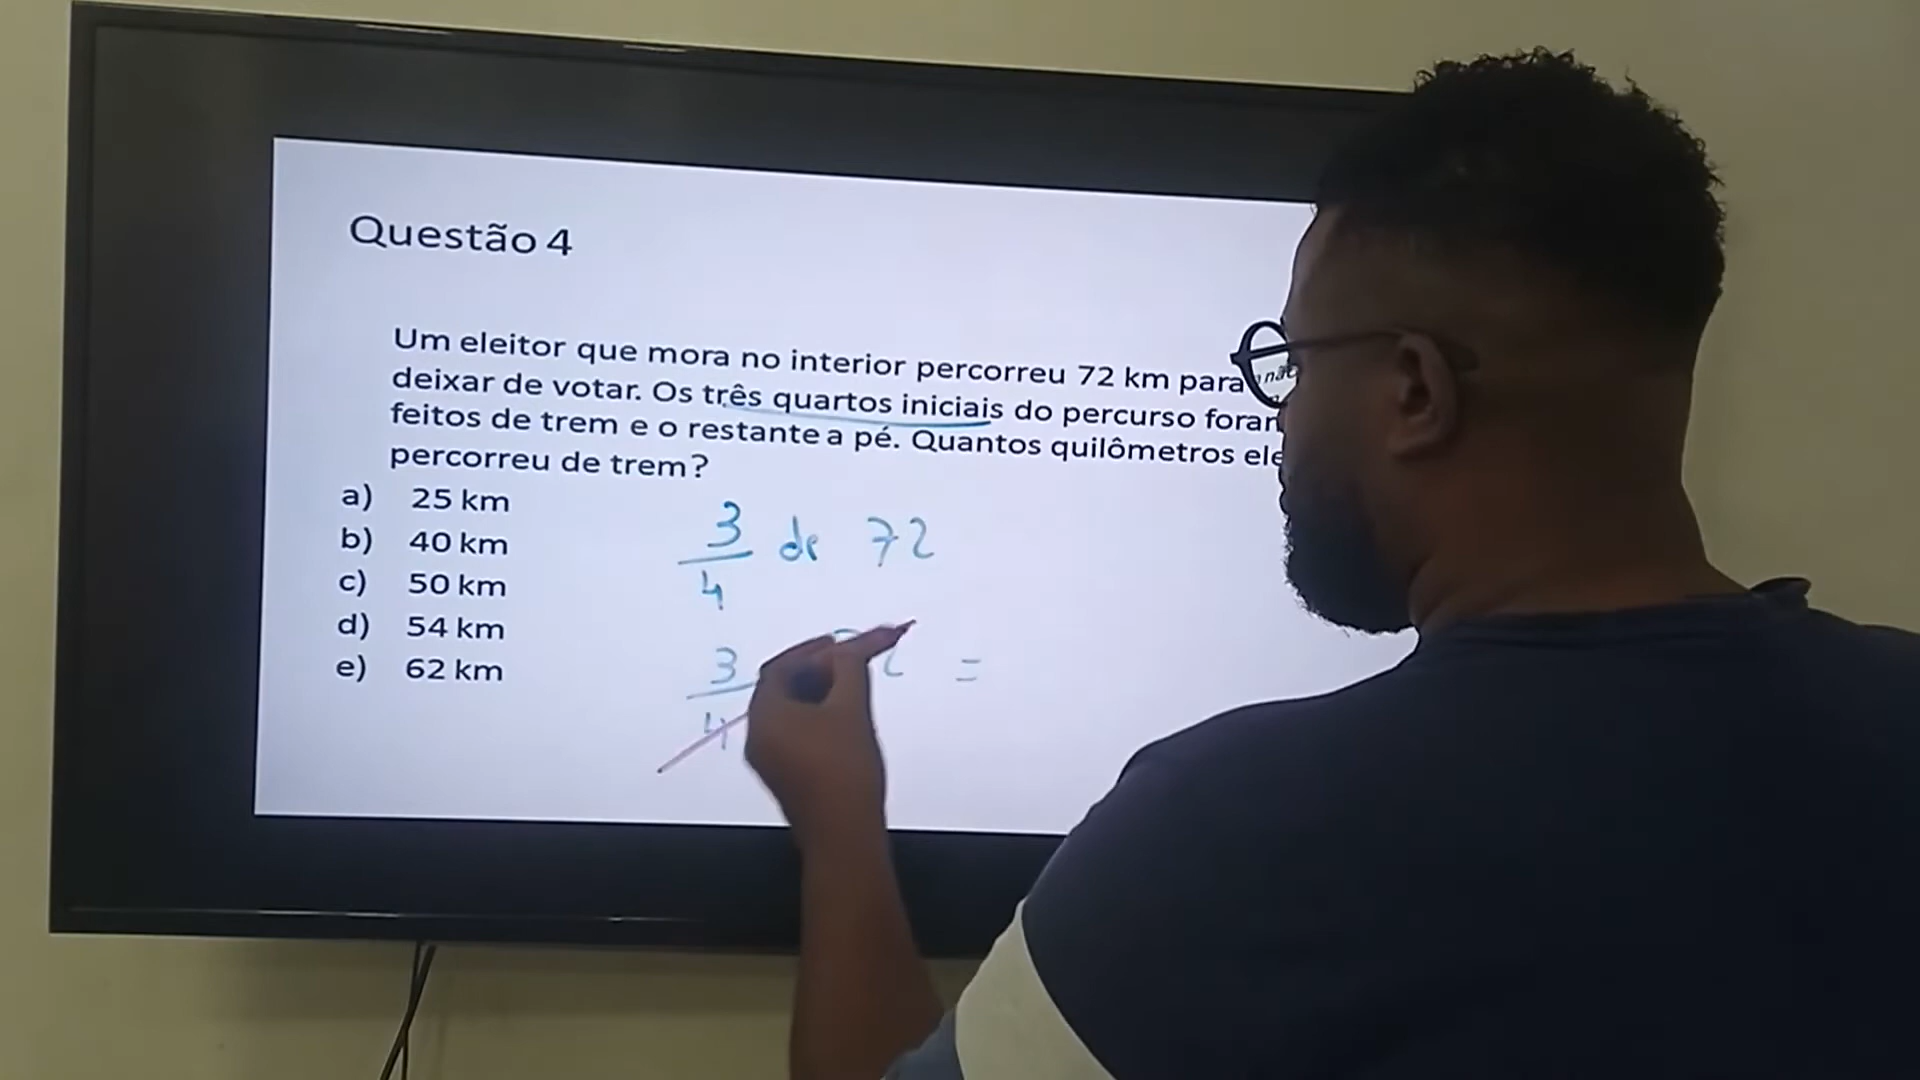 Questão 4
Um eleitor que mora no interior percorreu 72 km para não
deixar de votar. Os três quartos iniciais do percurso foram
feitos de trem e o restante a pé. Quantos quilômetros ele
percorreu de trem?
a) 25 km
b) 40 km
c) 50 km
d) 54 km
e) 62 km
3
4 de 72
3
4 =